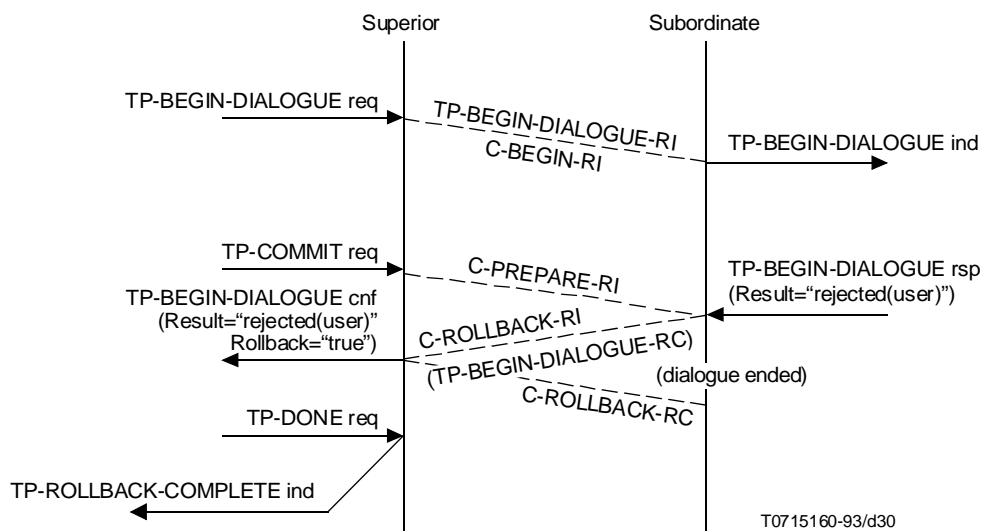 Superior
Subordinate
TP-BEGIN-DIALOGUE req
TP-BEGIN-DIALOGUE-RI
C-BEGIN-RI
TP-BEGIN-DIALOGUE ind
TP-COMMIT req
C-PREPARE-RI
TP-BEGIN-DIALOGUE rsp
(Result=“rejected(user)”)
TP-BEGIN-DIALOGUE cnf
(Result=“rejected(user)”
Rollback=“true”)
C-ROLLBACK-RI
(TP-BEGIN-DIALOGUE-RC)
(dialogue ended)
C-ROLLBACK-RC
TP-DONE req
TP-ROLLBACK-COMPLETE ind
T0715160-93/d30